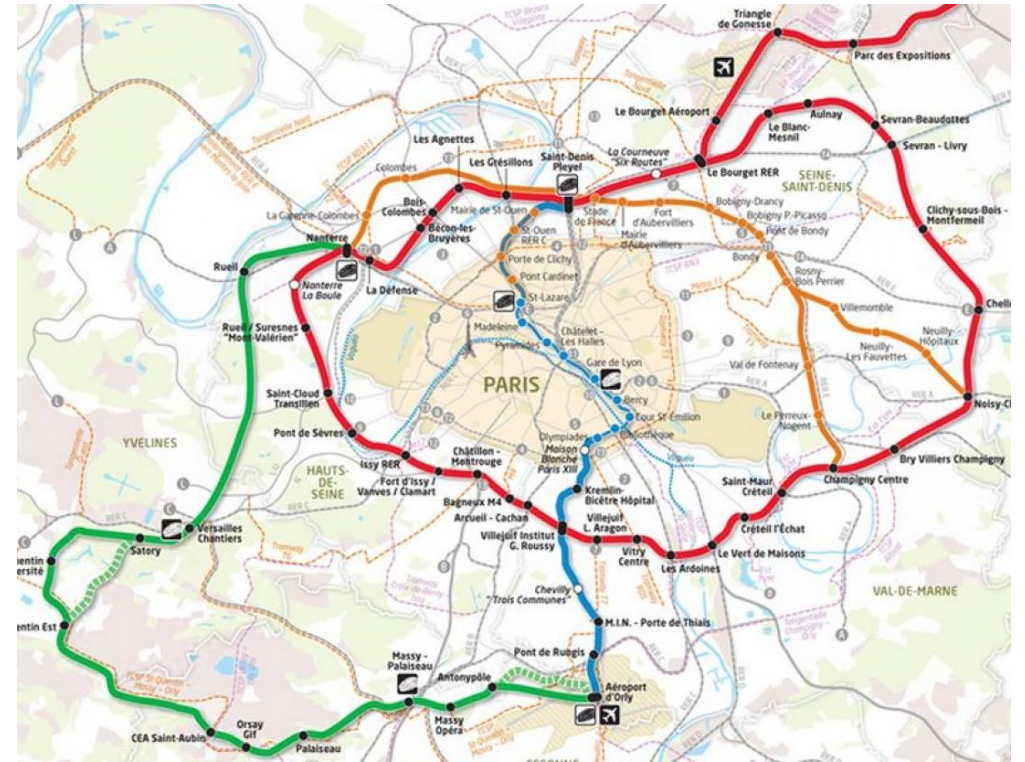 Triangle
de Gonesse
Parc des Expositions
Le Bourget Aéroport
Aulnay
Le Blanc-
Mesnil
Sevran-Beaudottes
Sevran - Livry
Les Agnettes
Les Grésillons
Saint-Denis
Pleyel
La Courneuve
"Six Routes"
Le Bourget RER
SEINE-
SAINT-DENIS
Colombes
Bois-
Colombes
Mairie de St-Ouen
Stade
de France
Fort
d'Aubervilliers
Mairie
d'Aubervilliers
Bobigny-Drancy
Bobigny P.-Picasso
Pont de Bondy
Clichy-sous-Bois -
Montfermeil
La Garenne-Colombes
Bécon-les-
Bruyères
St-Ouen
RER C
Porte de Clichy
Pont Cardinet
Nanterre
Rueil
La Défense
Nanterre
La Boule
St-Lazare
Bondy
Rosny-
Bois Perrier
Villemomble
Chelle
Neuilly-
Hôpitaux
Neuilly-
Les Fauvettes
Rueil / Suresnes
"Mont-Valérien"
Madeleine
Pyramides
Châtelet -
Les Halles
Gare de Lyon
PARIS
Bercy
Val de Fontenay
Cour St-Emilion
Le Perreux-
Nogent
Noisy-C
Saint-Cloud
Transilien
YVELINES
Pont de Sèvres
HAUTS-
DE-
SEINE
Issy RER
Fort d'Issy /
Vanves / Clamart
Châtillon -
Montrouge
Olympiades
Bibliothèque
Maison
Blanche
Paris XIII
Bry Villiers Champigny
Champigny Centre
Bagneux M4
Arcueil - Cachan
Kremlin-
Bicêtre Hôpital
Saint-Maur
Créteil
Créteil l'Échat
Villejuif Institut
G. Roussy
Villejuif
L. Aragon
Vitry
Centre
Les Ardoines
Le Vert de Maisons
Versailles
Chantiers
Satory
entin
ersité
entin Est
Chevilly
"Trois Communes"
VAL-DE-MARNE
M.I.N. - Porte de Thiais
Pont de Rungis
Massy -
Palaiseau
Antonypôle
Aéroport
d'Orly
Massy
Opéra
CEA Saint-Aubin
Orsay
Gif
Palaiseau